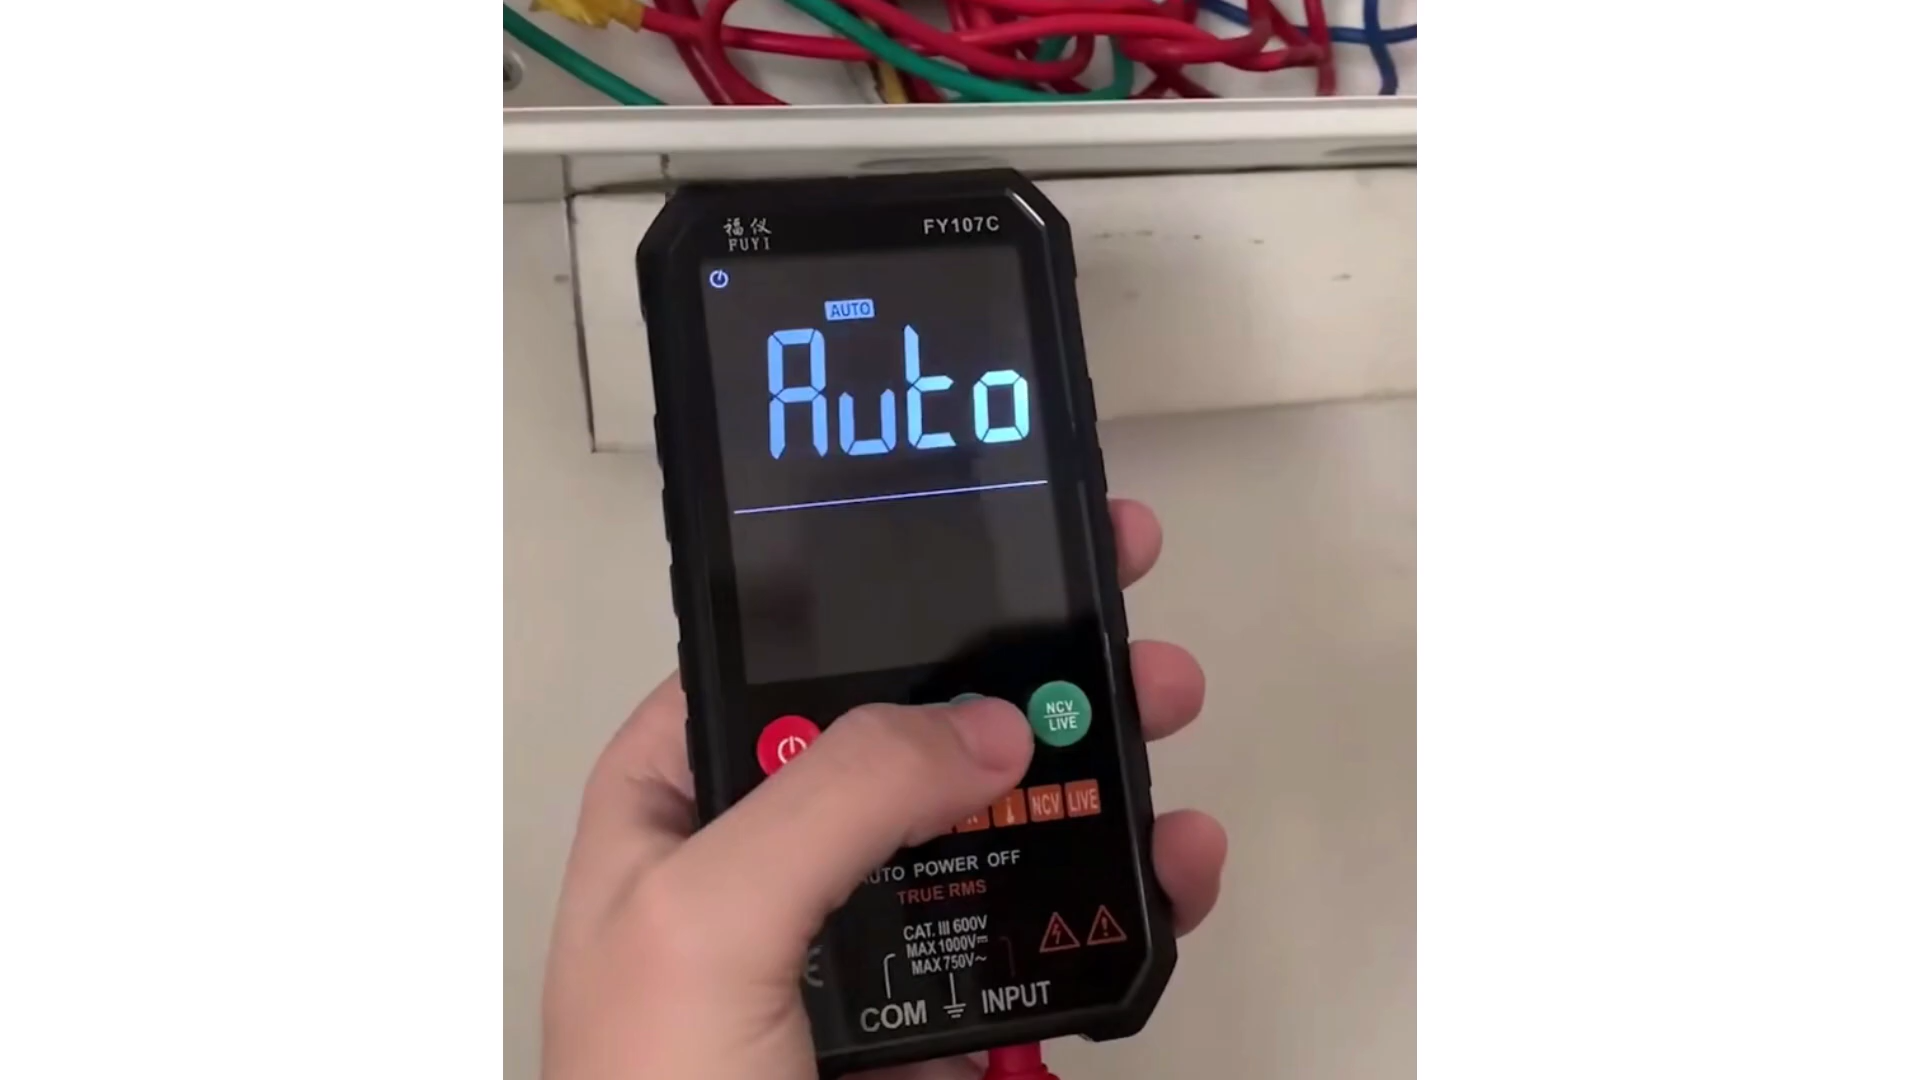 福仪
FUYI
FY107C
AUTO
Auto
NCV
LIVE
NCV LIVE
AUTO POWER OFF
TRUE RMS
CAT. III 600V
MAX 1000V
MAX 750V~
COM INPUT